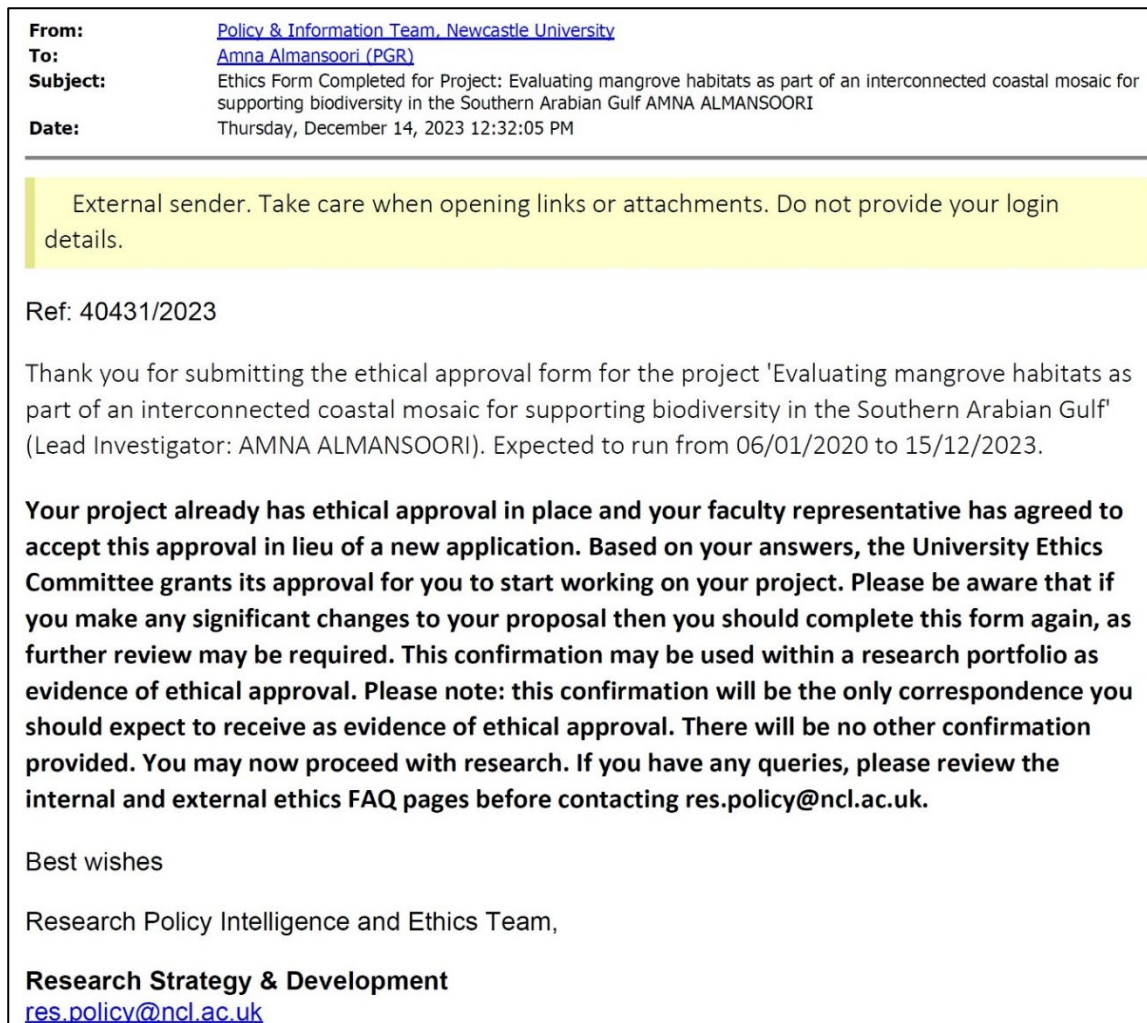 From: Policy & Information Team, Newcastle University
To: Amna Almansoori (PGR)
Subject: Ethics Form Completed for Project: Evaluating mangrove habitats as part of an interconnected coastal mosaic for
supporting biodiversity in the Southern Arabian Gulf AMNA ALMANSOORI
Date: Thursday, December 14, 2023 12:32:05 PM
External sender. Take care when opening links or attachments. Do not provide your login
details.
Ref: 40431/2023
Thank you for submitting the ethical approval form for the project 'Evaluating mangrove habitats as
part of an interconnected coastal mosaic for supporting biodiversity in the Southern Arabian Gulf'
(Lead Investigator: AMNA ALMANSOORI). Expected to run from 06/01/2020 to 15/12/2023.
Your project already has ethical approval in place and your faculty representative has agreed to
accept this approval in lieu of a new application. Based on your answers, the University Ethics
Committee grants its approval for you to start working on your project. Please be aware that if
you make any significant changes to your proposal then you should complete this form again, as
further review may be required. This confirmation may be used within a research portfolio as
evidence of ethical approval. Please note: this confirmation will be the only correspondence you
should expect to receive as evidence of ethical approval. There will be no other confirmation
provided. You may now proceed with research. If you have any queries, please review the
internal and external ethics FAQ pages before contacting res.policy@ncl.ac.uk.
Best wishes
Research Policy Intelligence and Ethics Team,
Research Strategy & Development
res.policy@ncl.ac.uk